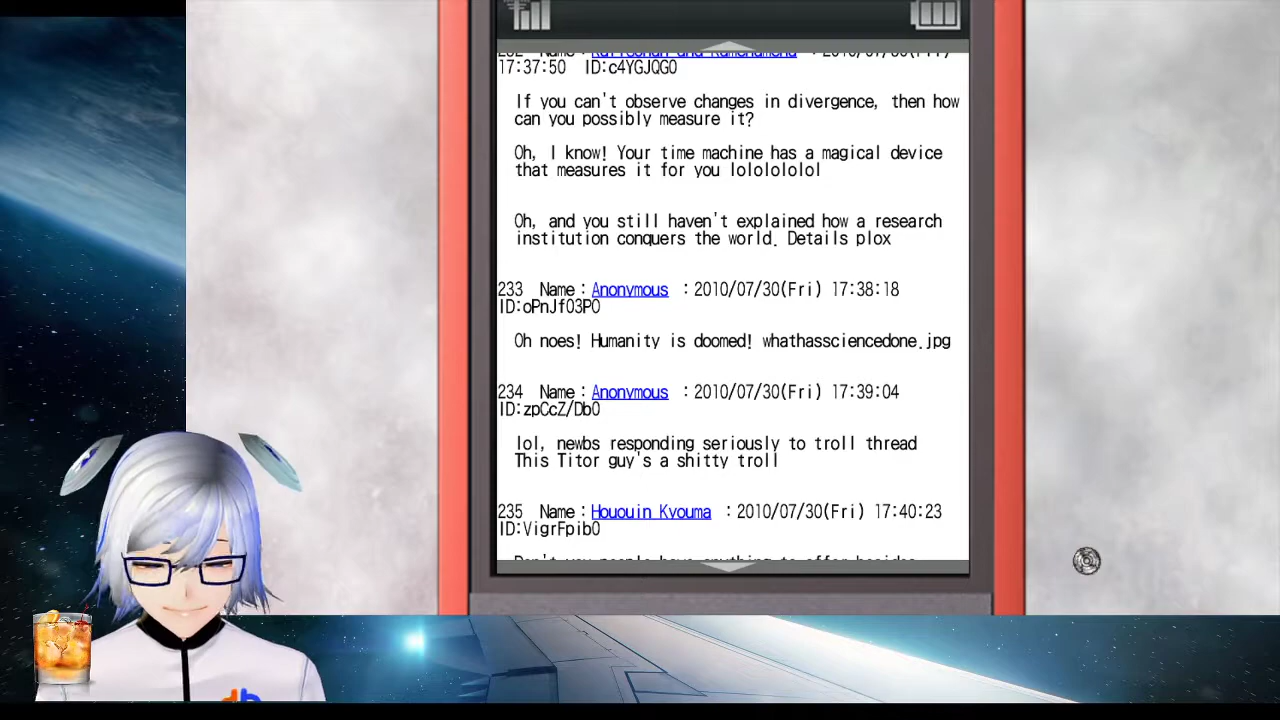 17:37:50 ID:c4YGJQG0
If you can't observe changes in divergence, then how
can you possibly measure it?
Oh, I know! Your time machine has a magical device
that measures it for you lolololol
Oh, and you still haven't explained how a research
institution conquers the world. Details plox
233 Name：Anonymous ：2010/07/30(Fri) 17:38:18
ID:oPnJf03P0
Oh noes! Humanity is doomed! whathassciencedone.jpg
234 Name：Anonymous ：2010/07/30(Fri) 17:39:04
ID:zpCcZ/Db0
lol, newbs responding seriously to troll thread
This Titor guy's a shitty troll
235 Name：Hououin Kyouma ：2010/07/30(Fri) 17:40:23
ID:VigrFpib0